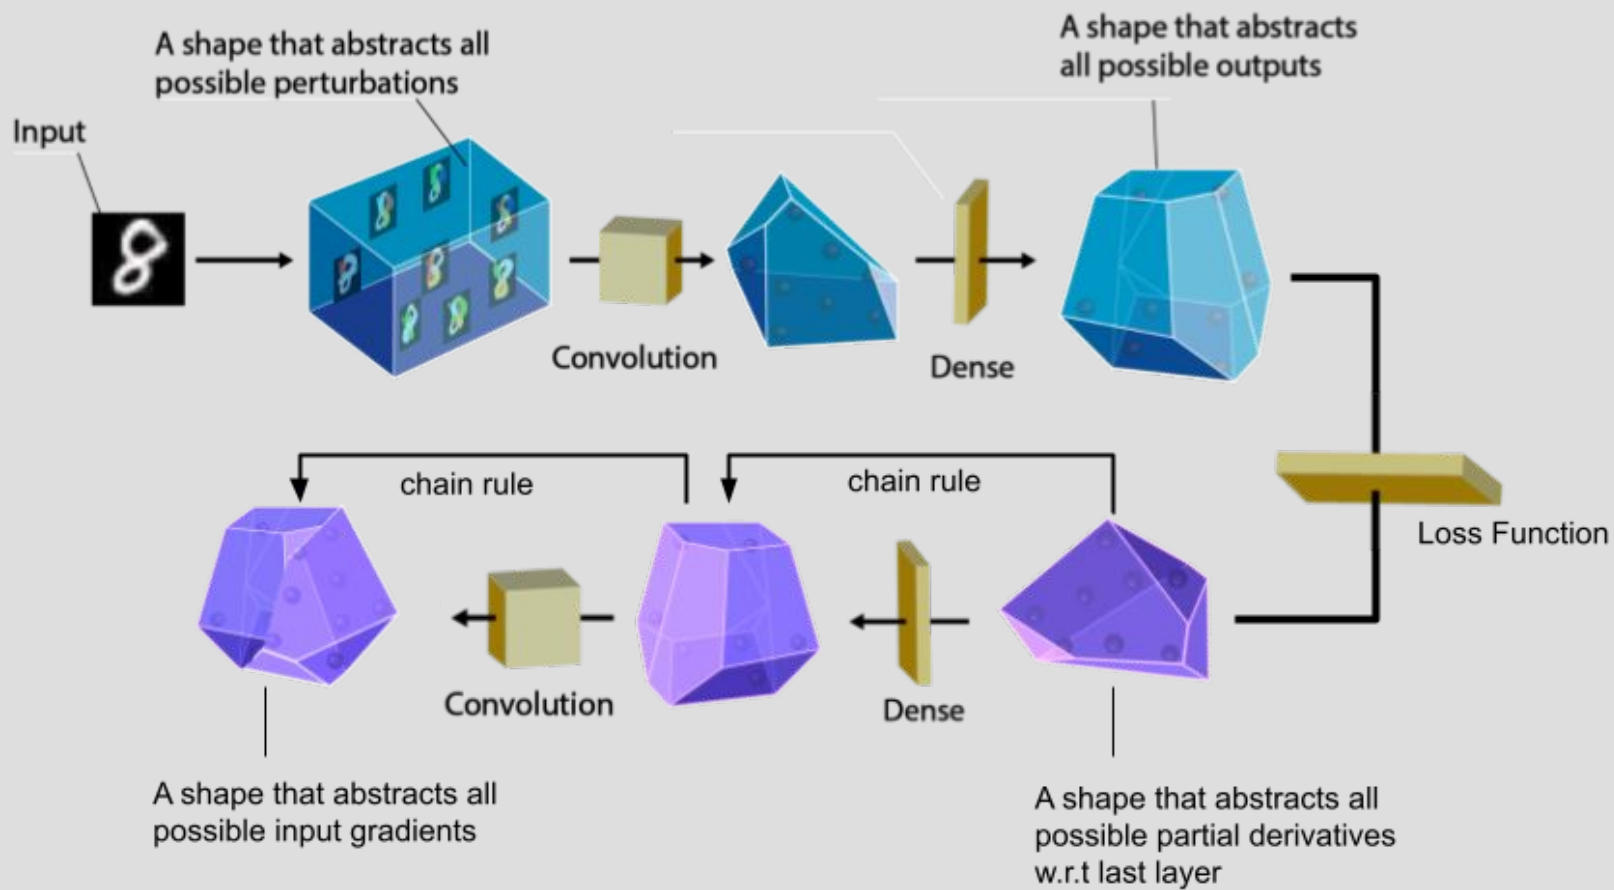 A shape that abstracts all
possible perturbations
A shape that abstracts
all possible outputs
Input
Convolution
Dense
chain rule
chain rule
Loss Function
Convolution
Dense
A shape that abstracts all
possible input gradients
A shape that abstracts all
possible partial derivatives
w.r.t last layer